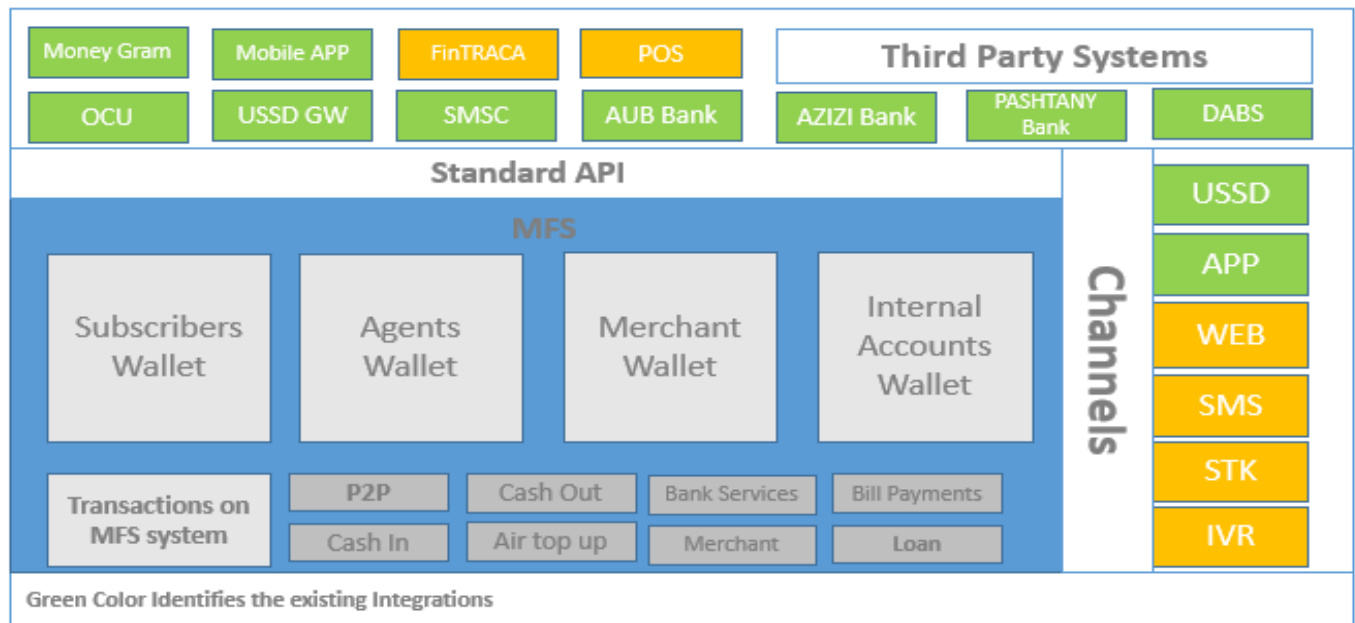 Money Gram
Mobile APP
FinTRACA
POS
Third Party Systems
OCU
USSD GW
SMSC
AUB Bank
AZIZI Bank
PASHTANY
Bank
DABS
Standard API
MFS
Subscribers
Wallet
Agents
Wallet
Merchant
Wallet
Internal
Accounts
Wallet
Transactions on
MFS system
P2P
Cash Out
Bank Services
Bill Payments
Cash In
Air top up
Merchant
Loan
Channels
USSD
APP
WEB
SMS
STK
IVR
Green Color Identifies the existing Integrations